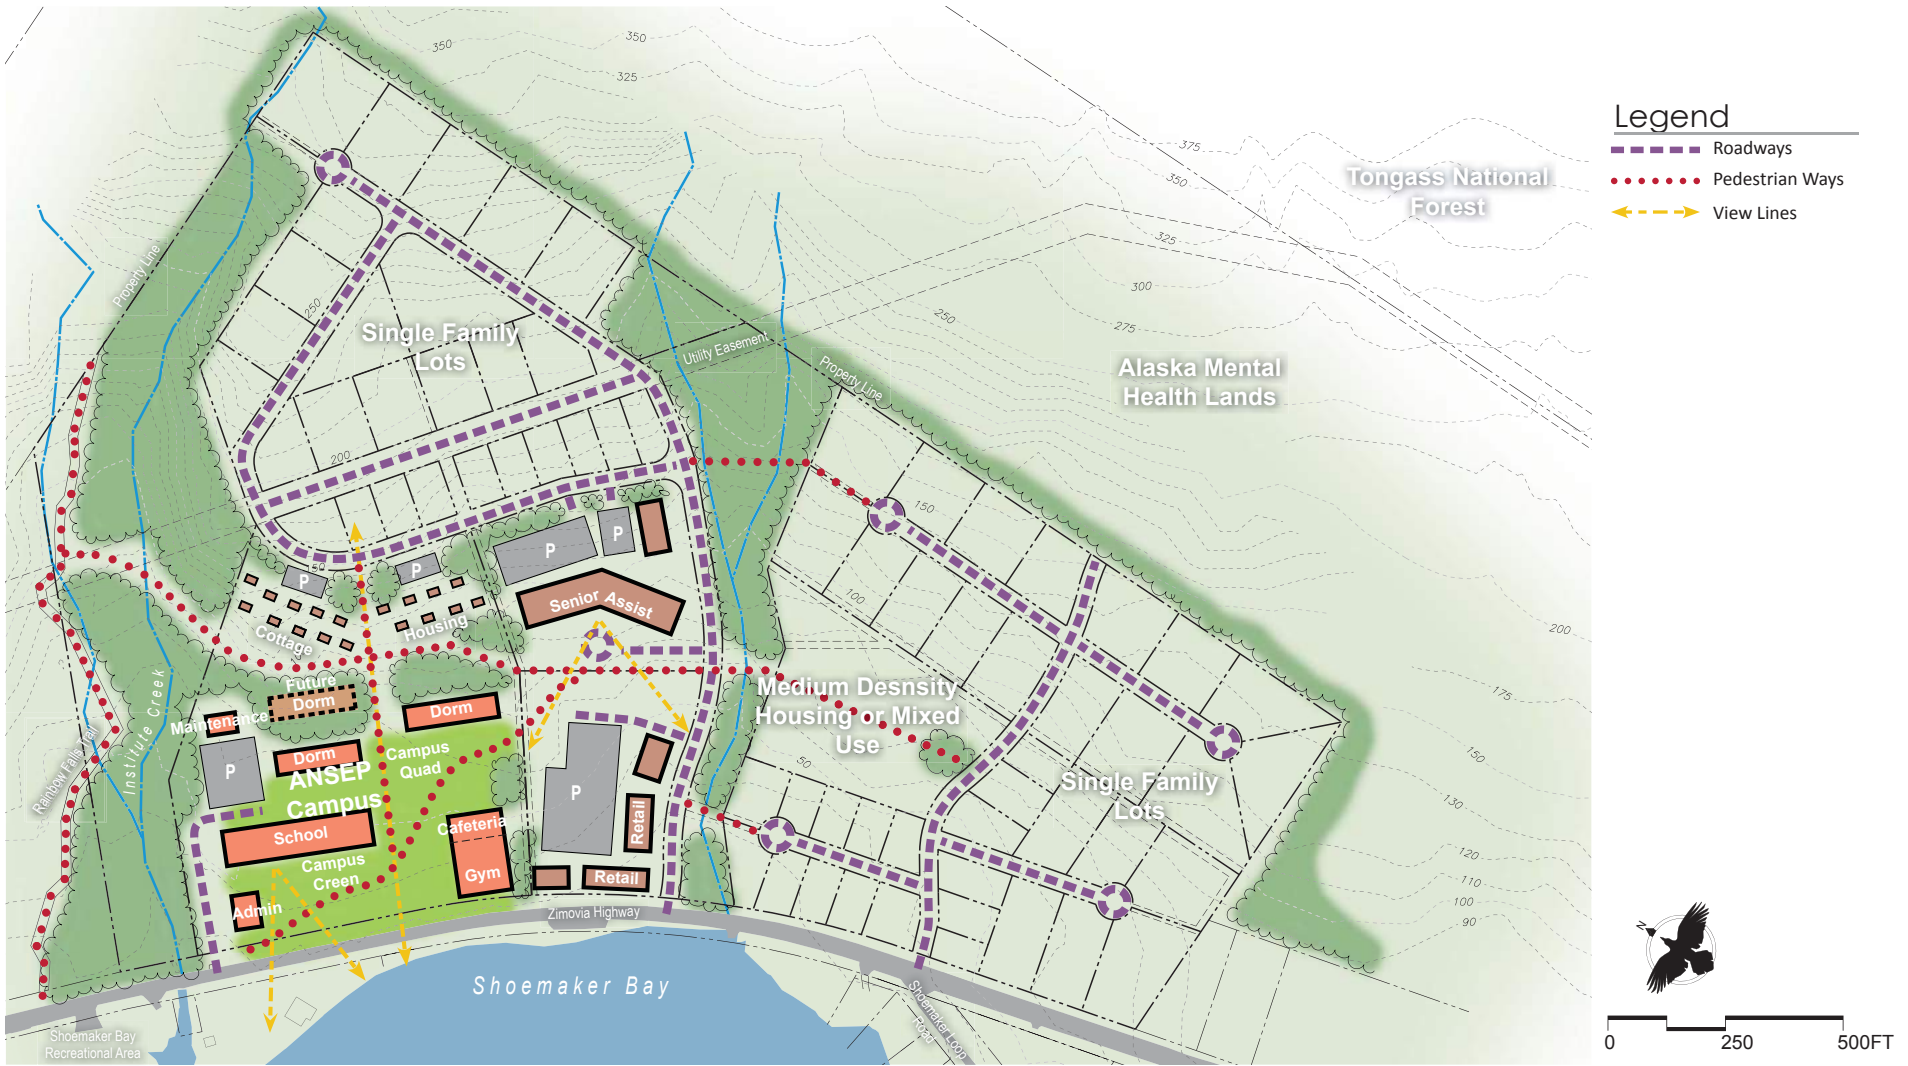 Legend
Roadways
Pedestrian Ways
View Lines
350
350
325
375
350
325
300
275
250
200
175
150
130
120
110
100
90
Tongass National
Forest
Alaska Mental
Health Lands
Property Line
Utility Easement
Property Line
250
Single Family
Lots
200
150
100
50
50
P
P
P
P
Senior Assist
Cottage
Housing
Future
Dorm
Maintenance
Dorm
Dorm
P
ANSEP
Campus
Campus
Quad
School
Campus
Creen
Cafeteria
Gym
Admin
P
Retail
Retail
Medium Desnsity
Housing or Mixed
Use
Single Family
Lots
Institute Creek
Rainbow Falls Trail
Zimovia Highway
Shoemaker Bay
Shoemaker Bay
Recreational Area
Shoemaker Loop
Road
N
0
250
500FT